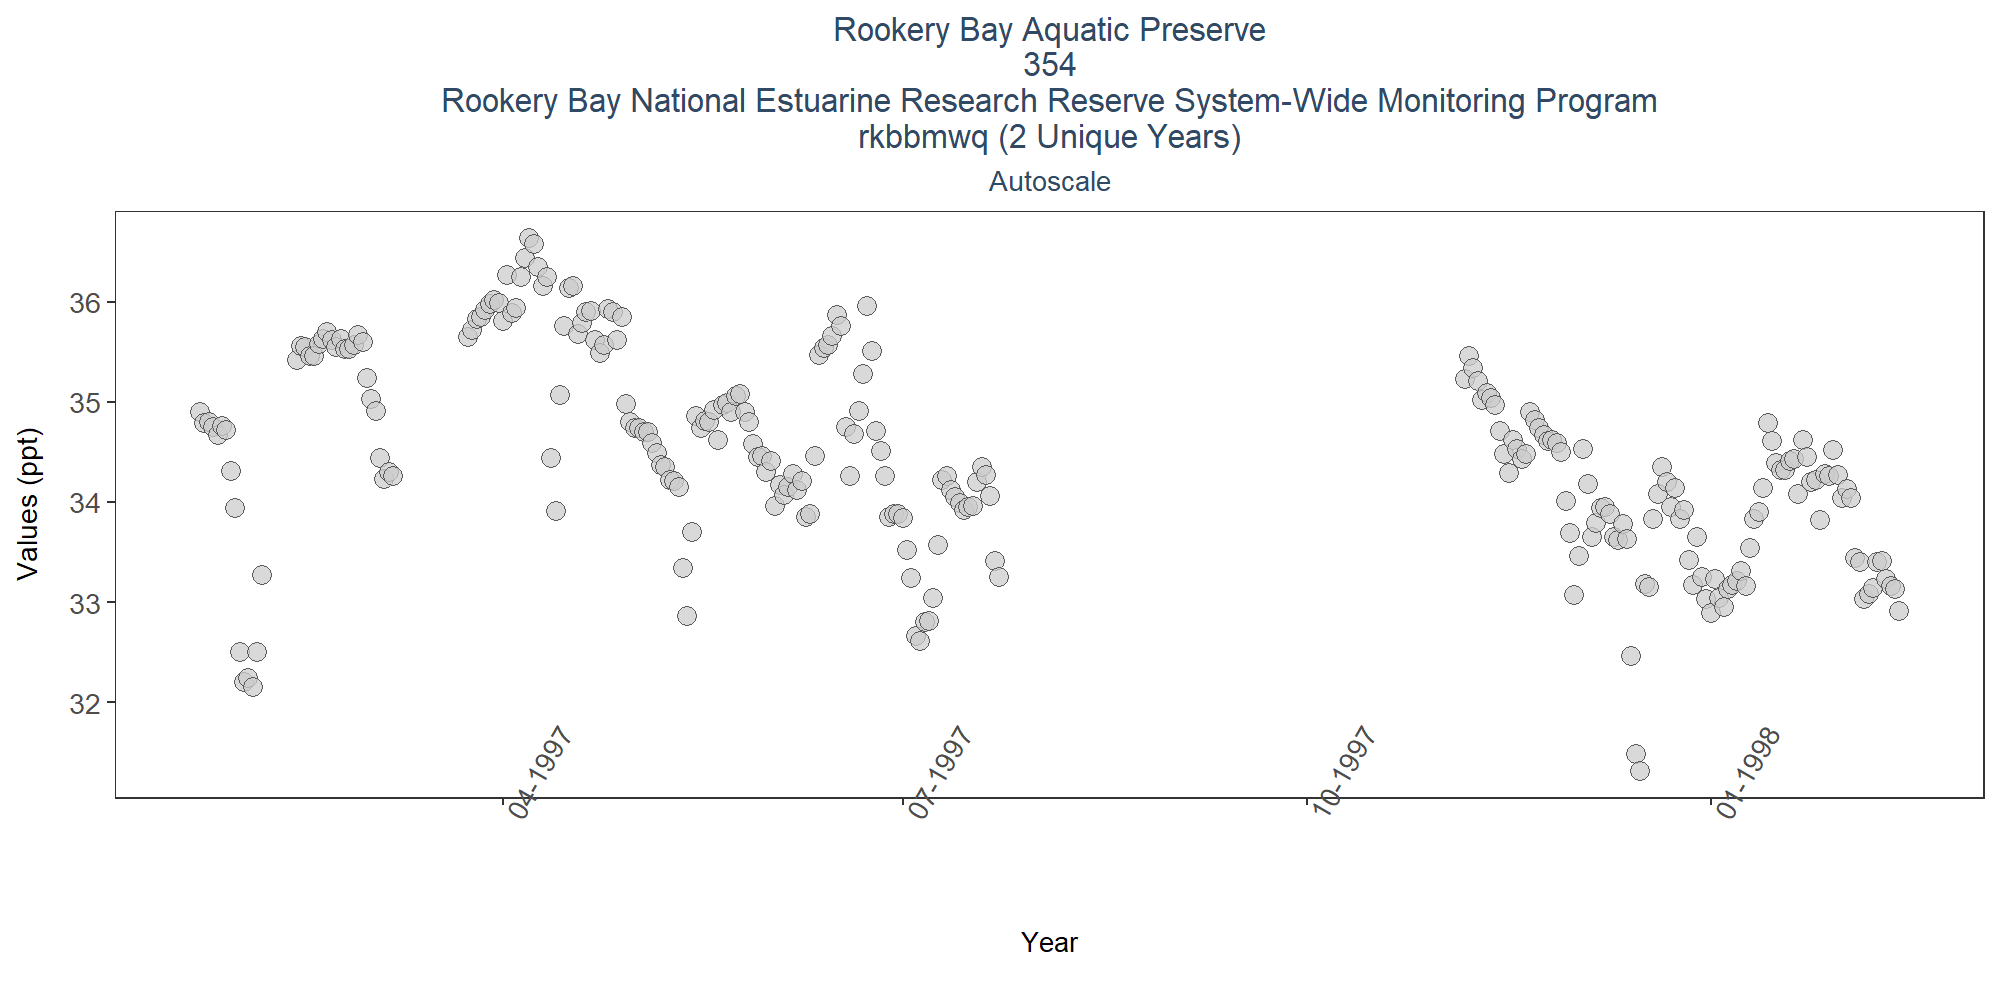 Rookery Bay Aquatic Preserve
354
Rookery Bay National Estuarine Research Reserve System-Wide Monitoring Program
rkbbmwq (2 Unique Years)
Autoscale
Values (ppt)
36
35
34
33
32
04-1997
07-1997
10-1997
01-1998
Year